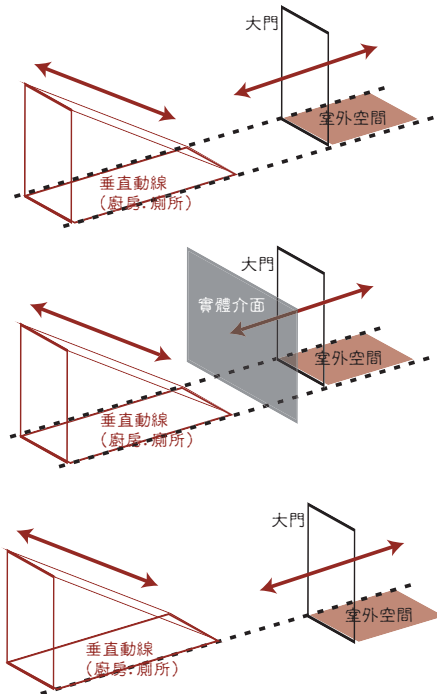 大門
室外空間
垂直動線
(廚房.廁所)
大門
實體介面
室外空間
垂直動線
(廚房.廁所)
大門
室外空間
垂直動線
(廚房.廁所)